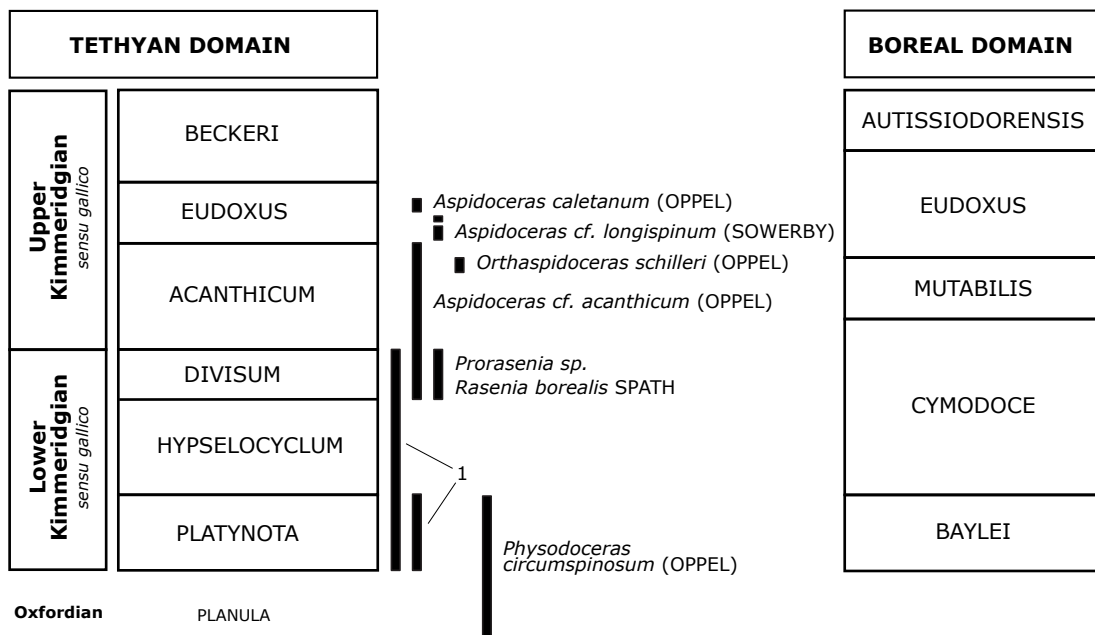 TETHYAN DOMAIN
BOREAL DOMAIN
Upper
Kimmeridgian
sensu gallico
BECKERI
EUDOXUS
ACANTHICUM
Lower
Kimmeridgian
sensu gallico
DIVISUM
HYPSELOCYCLUM
PLATYNOTA
Oxfordian
PLANULA
Aspidoceras caletanum (OPPEL)
Aspidoceras cf. longispinum (SOWERBY)
Orthaspidoceras schilleri (OPPEL)
Aspidoceras cf. acanthicum (OPPEL)
Prorasenia sp.
Rasenia borealis SPATH
1
Physodoceras
circumspinosum (OPPEL)
AUTISSIODORENSIS
EUDOXUS
MUTABILIS
CYMODOCE
BAYLEI